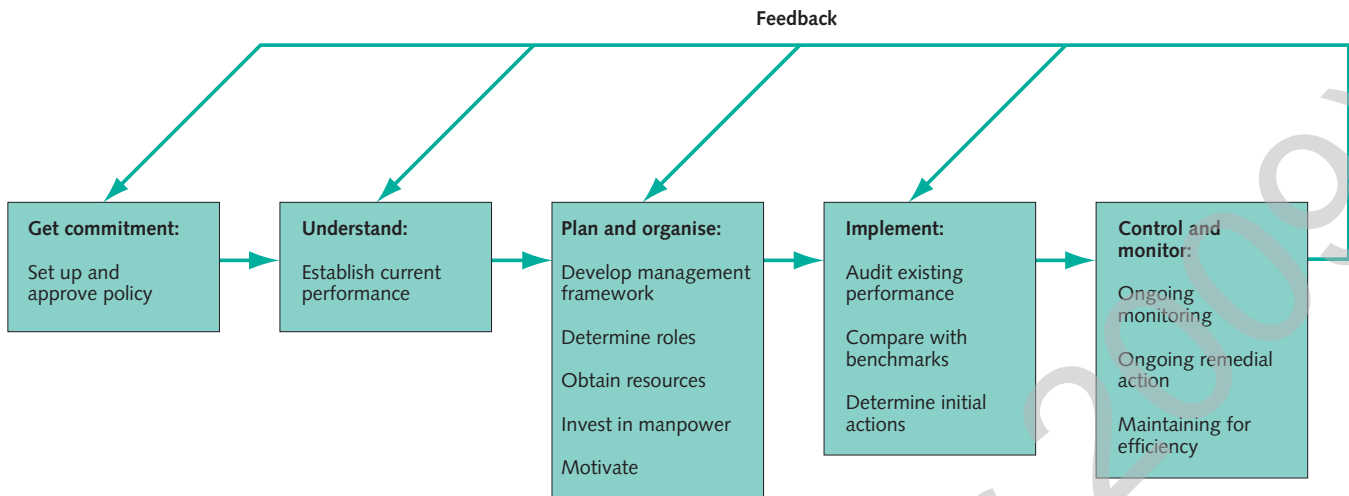 Feedback
Get commitment:
Set up and
approve policy
Understand:
Establish current
performance
Plan and organise:
Develop management
framework
Determine roles
Obtain resources
Invest in manpower
Motivate
Implement:
Audit existing
performance
Compare with
benchmarks
Determine initial
actions
Control and
monitor:
Ongoing
monitoring
Ongoing remedial
action
Maintaining for
efficiency
2009)